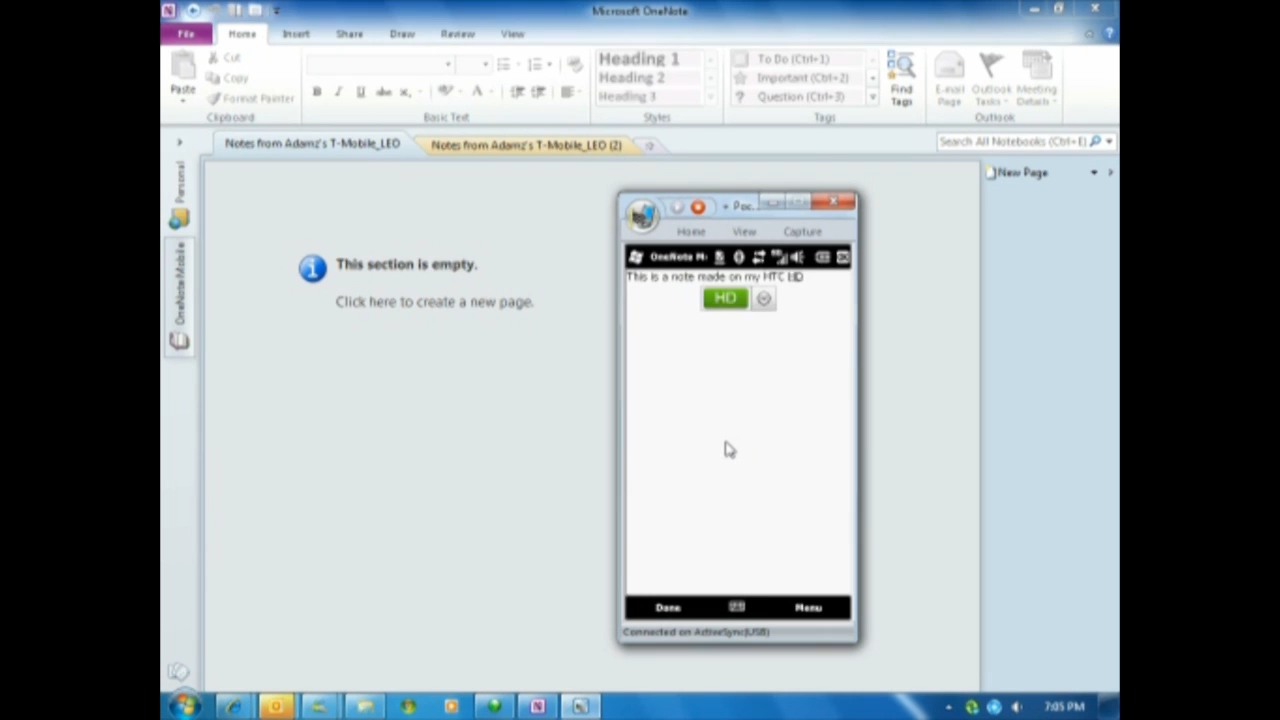 Microsoft OneNote
File Home Insert Share Draw Review View
Paste
Cut
Copy
Format Painter
Clipboard
B I U abc x,
A
Basic Text
Heading 1
Heading 2
Heading 3
Styles
To Do (Ctrl+1)
Important (Ctrl+2)
? Question (Ctrl+3)
Tags
Find
Tags
E-mail
Page
Outlook
Tasks
Meeting
Details
Outlook
Notes from Adamz's T-Mobile_LEO
Notes from Adamz's T-Mobile_LEO (2)
Search All Notebooks (Ctrl+E)
New Page
Personal
OneNote Mobile
This section is empty.
Click here to create a new page.
Poc.
Home View Capture
OneNote M
This is a note made on my HTC HD
HD
Done Menu
Connected on ActiveSync(USB)
7:05 PM